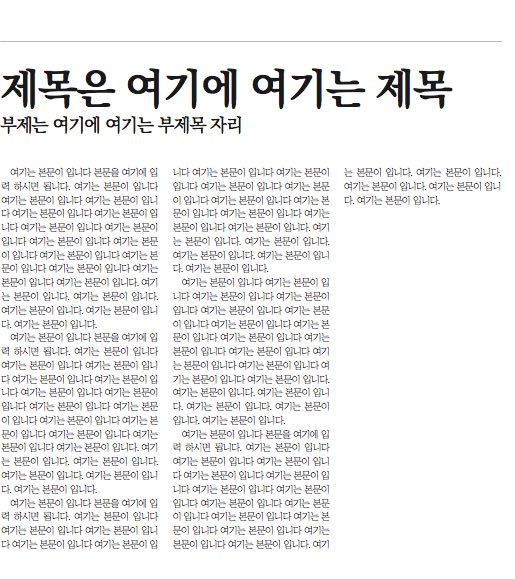 제목은 여기에 여기는 제목
부제는 여기에 여기는 부제목 자리
여기는 본문이 입니다 본문을 여기에 입
력 하시면 됩니다. 여기는 본문이 입니다
여기는 본문이 입니다 여기는 본문이 입니
다 여기는 본문이 입니다 여기는 본문이 입
니다 여기는 본문이 입니다 여기는 본문이
입니다 여기는 본문이 입니다 여기는 본문
이 입니다 여기는 본문이 입니다 여기는 본
문이 입니다 여기는 본문이 입니다 여기는
본문이 입니다 여기는 본문이 입니다. 여기
는 본문이 입니다. 여기는 본문이 입니다.
여기는 본문이 입니다. 여기는 본문이 입니
다. 여기는 본문이 입니다.
여기는 본문이 입니다 본문을 여기에 입
력 하시면 됩니다. 여기는 본문이 입니다
여기는 본문이 입니다 여기는 본문이 입니
다 여기는 본문이 입니다 여기는 본문이 입
니다 여기는 본문이 입니다 여기는 본문이
입니다 여기는 본문이 입니다 여기는 본문
이 입니다 여기는 본문이 입니다 여기는 본
문이 입니다 여기는 본문이 입니다 여기는
본문이 입니다 여기는 본문이 입니다. 여기
는 본문이 입니다. 여기는 본문이 입니다.
여기는 본문이 입니다. 여기는 본문이 입니
다. 여기는 본문이 입니다.
여기는 본문이 입니다 본문을 여기에 입
력 하시면 됩니다. 여기는 본문이 입니다
여기는 본문이 입니다 여기는 본문이 입니
다 여기는 본문이 입니다 여기는 본문이 입
니다 여기는 본문이 입니다 여기는 본문이
입니다 여기는 본문이 입니다 여기는 본문
이 입니다 여기는 본문이 입니다 여기는 본
문이 입니다 여기는 본문이 입니다 여기는
본문이 입니다 여기는 본문이 입니다. 여기
는 본문이 입니다. 여기는 본문이 입니다.
여기는 본문이 입니다. 여기는 본문이 입니
다. 여기는 본문이 입니다.
여기는 본문이 입니다 여기는 본문이 입
니다 여기는 본문이 입니다 여기는 본문이
입니다 여기는 본문이 입니다 여기는 본문
이 입니다 여기는 본문이 입니다 여기는 본
문이 입니다 여기는 본문이 입니다 여기는
본문이 입니다 여기는 본문이 입니다 여기
는 본문이 입니다 여기는 본문이 입니다 여
기는 본문이 입니다 여기는 본문이 입니다.
여기는 본문이 입니다. 여기는 본문이 입니
다. 여기는 본문이 입니다. 여기는 본문이
입니다. 여기는 본문이 입니다.
여기는 본문이 입니다 본문을 여기에 입
력 하시면 됩니다. 여기는 본문이 입니다
여기는 본문이 입니다 여기는 본문이 입니
다 여기는 본문이 입니다 여기는 본문이 입
니다 여기는 본문이 입니다 여기는 본문이
입니다 여기는 본문이 입니다 여기는 본문
이 입니다 여기는 본문이 입니다 여기는 본
문이 입니다 여기는 본문이 입니다 여기는
본문이 입니다 여기는 본문이 입니다. 여기
는 본문이 입니다. 여기는 본문이 입니다.
여기는 본문이 입니다. 여기는 본문이 입니
다. 여기는 본문이 입니다.